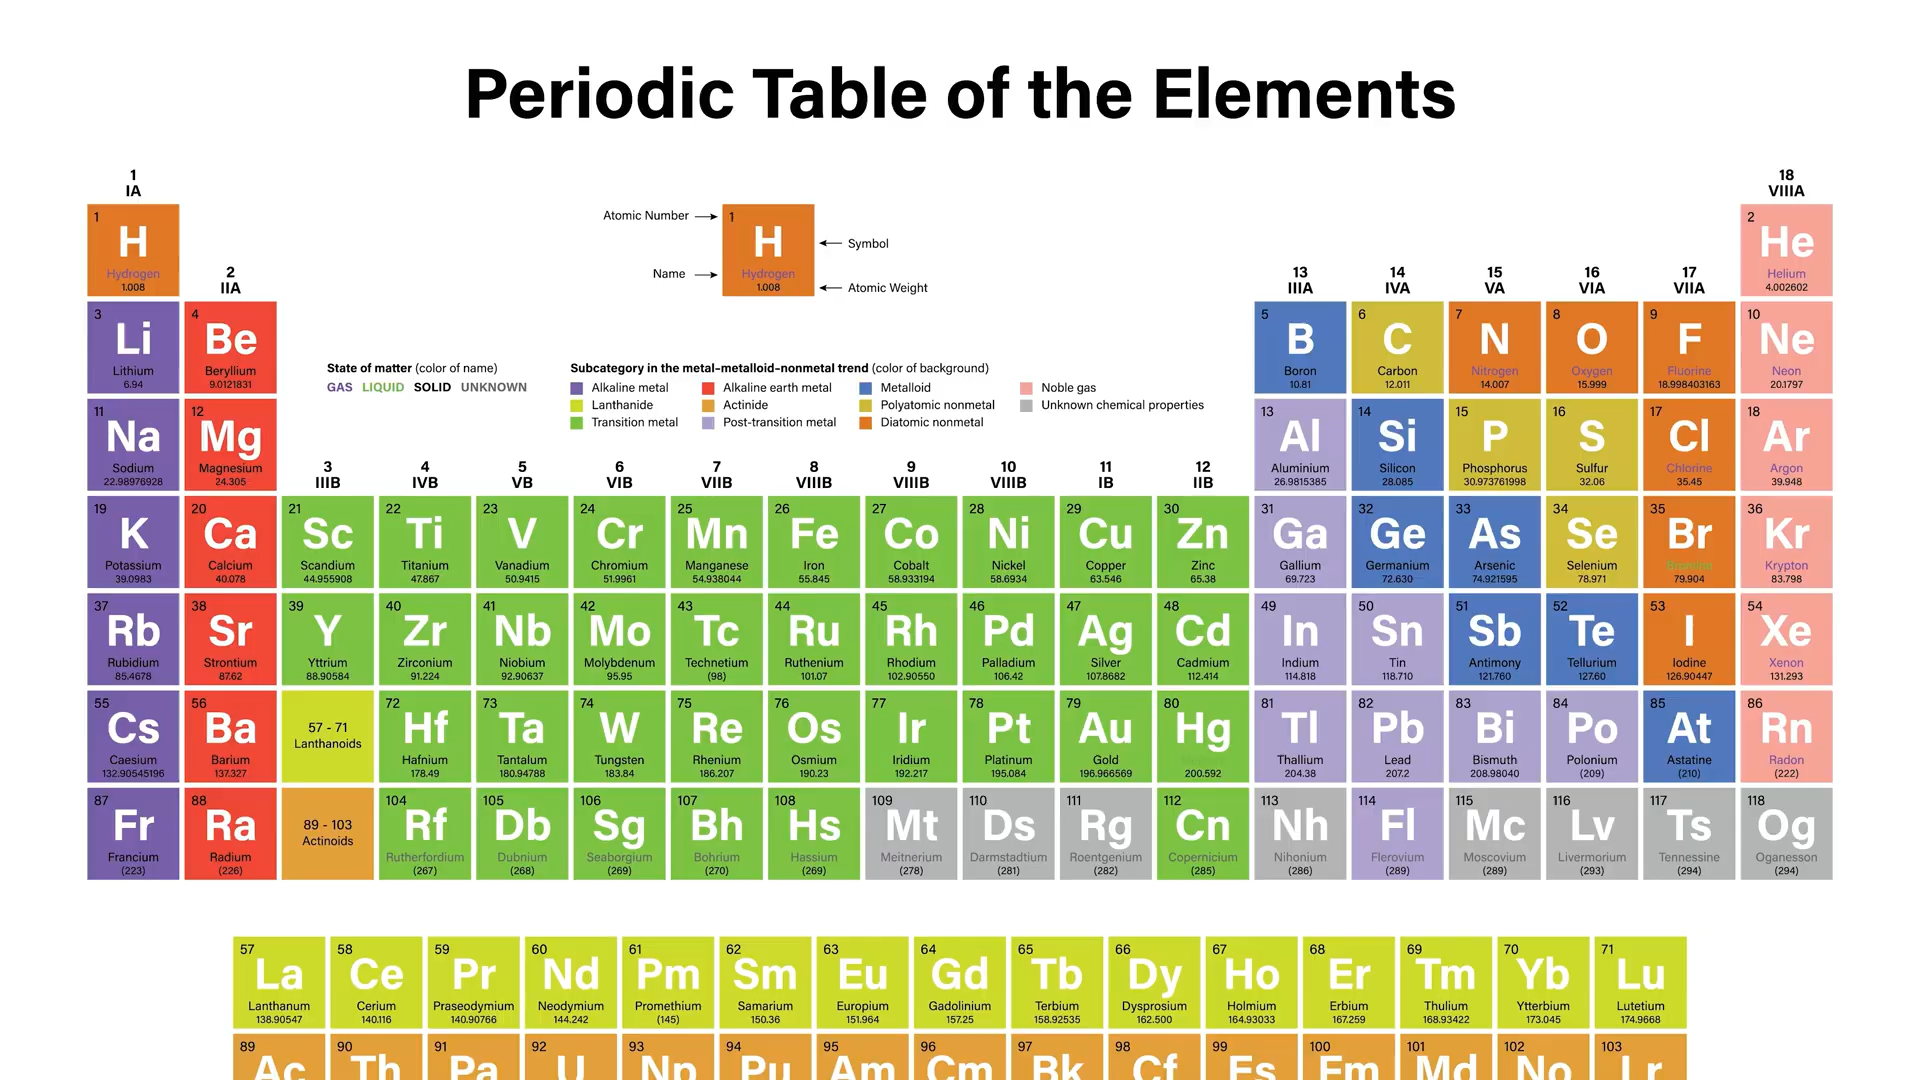 Periodic Table of the Elements
1
IA
18
VIIIA
1
H
Hydrogen
1.008
Atomic Number
Name
1
H
Hydrogen
1.008
Symbol
Atomic Weight
2
He
Helium
4.002602
2
IIA
13
IIIA
14
IVA
15
VA
16
VIA
17
VIIA
3
Li
Lithium
6.94
4
Be
Beryllium
9.0121831
State of matter (color of name)
GAS LIQUID SOLID UNKNOWN
Subcategory in the metal–metalloid–nonmetal trend (color of background)
Alkaline metal
Lanthanide
Transition metal
Alkaline earth metal
Actinide
Post-transition metal
Metalloid
Polyatomic nonmetal
Diatomic nonmetal
Noble gas
Unknown chemical properties
5
B
Boron
10.81
6
C
Carbon
12.011
7
N
Nitrogen
14.007
8
O
Oxygen
15.999
9
F
Fluorine
18.998403163
10
Ne
Neon
20.1797
11
Na
Sodium
22.98976928
12
Mg
Magnesium
24.305
13
Al
Aluminium
26.9815385
14
Si
Silicon
28.085
15
P
Phosphorus
30.973761998
16
S
Sulfur
32.06
17
Cl
Chlorine
35.45
18
Ar
Argon
39.948
3
IIIB
4
IVB
5
VB
6
VIB
7
VIIB
8
VIIIB
9
VIIIB
10
VIIIB
11
IB
12
IIB
19
K
Potassium
39.0983
20
Ca
Calcium
40.078
21
Sc
Scandium
44.955908
22
Ti
Titanium
47.867
23
V
Vanadium
50.9415
24
Cr
Chromium
51.9961
25
Mn
Manganese
54.938044
26
Fe
Iron
55.845
27
Co
Cobalt
58.933194
28
Ni
Nickel
58.6934
29
Cu
Copper
63.546
30
Zn
Zinc
65.38
31
Ga
Gallium
69.723
32
Ge
Germanium
72.630
33
As
Arsenic
74.921595
34
Se
Selenium
78.971
35
Br
Bromine
79.904
36
Kr
Krypton
83.798
37
Rb
Rubidium
85.4678
38
Sr
Strontium
87.62
39
Y
Yttrium
88.90584
40
Zr
Zirconium
91.224
41
Nb
Niobium
92.90637
42
Mo
Molybdenum
95.95
43
Tc
Technetium
(98)
44
Ru
Ruthenium
101.07
45
Rh
Rhodium
102.90550
46
Pd
Palladium
106.42
47
Ag
Silver
107.8682
48
Cd
Cadmium
112.414
49
In
Indium
114.818
50
Sn
Tin
118.710
51
Sb
Antimony
121.760
52
Te
Tellurium
127.60
53
I
Iodine
126.90447
54
Xe
Xenon
131.293
55
Cs
Caesium
132.90545196
56
Ba
Barium
137.327
57 - 71
Lanthanoids
72
Hf
Hafnium
178.49
73
Ta
Tantalum
180.94788
74
W
Tungsten
183.84
75
Re
Rhenium
186.207
76
Os
Osmium
190.23
77
Ir
Iridium
192.217
78
Pt
Platinum
195.084
79
Au
Gold
196.966569
80
Hg
200.592
81
Tl
Thallium
204.38
82
Pb
Lead
207.2
83
Bi
Bismuth
208.98040
84
Po
Polonium
(209)
85
At
Astatine
(210)
86
Rn
Radon
(222)
87
Fr
Francium
(223)
88
Ra
Radium
(226)
89 - 103
Actinoids
104
Rf
Rutherfordium
(267)
105
Db
Dubnium
(268)
106
Sg
Seaborgium
(269)
107
Bh
Bohrium
(270)
108
Hs
Hassium
(269)
109
Mt
Meitnerium
(278)
110
Ds
Darmstadtium
(281)
111
Rg
Roentgenium
(282)
112
Cn
Copernicium
(285)
113
Nh
Nihonium
(286)
114
Fl
Flerovium
(289)
115
Mc
Moscovium
(289)
116
Lv
Livermorium
(293)
117
Ts
Tennessine
(294)
118
Og
Oganesson
(294)
57
La
Lanthanum
138.90547
58
Ce
Cerium
140.116
59
Pr
Praseodymium
140.90766
60
Nd
Neodymium
144.242
61
Pm
Promethium
(145)
62
Sm
Samarium
150.36
63
Eu
Europium
151.964
64
Gd
Gadolinium
157.25
65
Tb
Terbium
158.92535
66
Dy
Dysprosium
162.500
67
Ho
Holmium
164.93033
68
Er
Erbium
167.259
69
Tm
Thulium
168.93422
70
Yb
Ytterbium
173.045
71
Lu
Lutetium
174.9668
89
Ac
90
Th
91
Pa
92
U
93
Np
94
Pu
95
Am
96
Cm
97
Bk
98
Cf
99
Es
100
Fm
101
Md
102
No
103
Lr